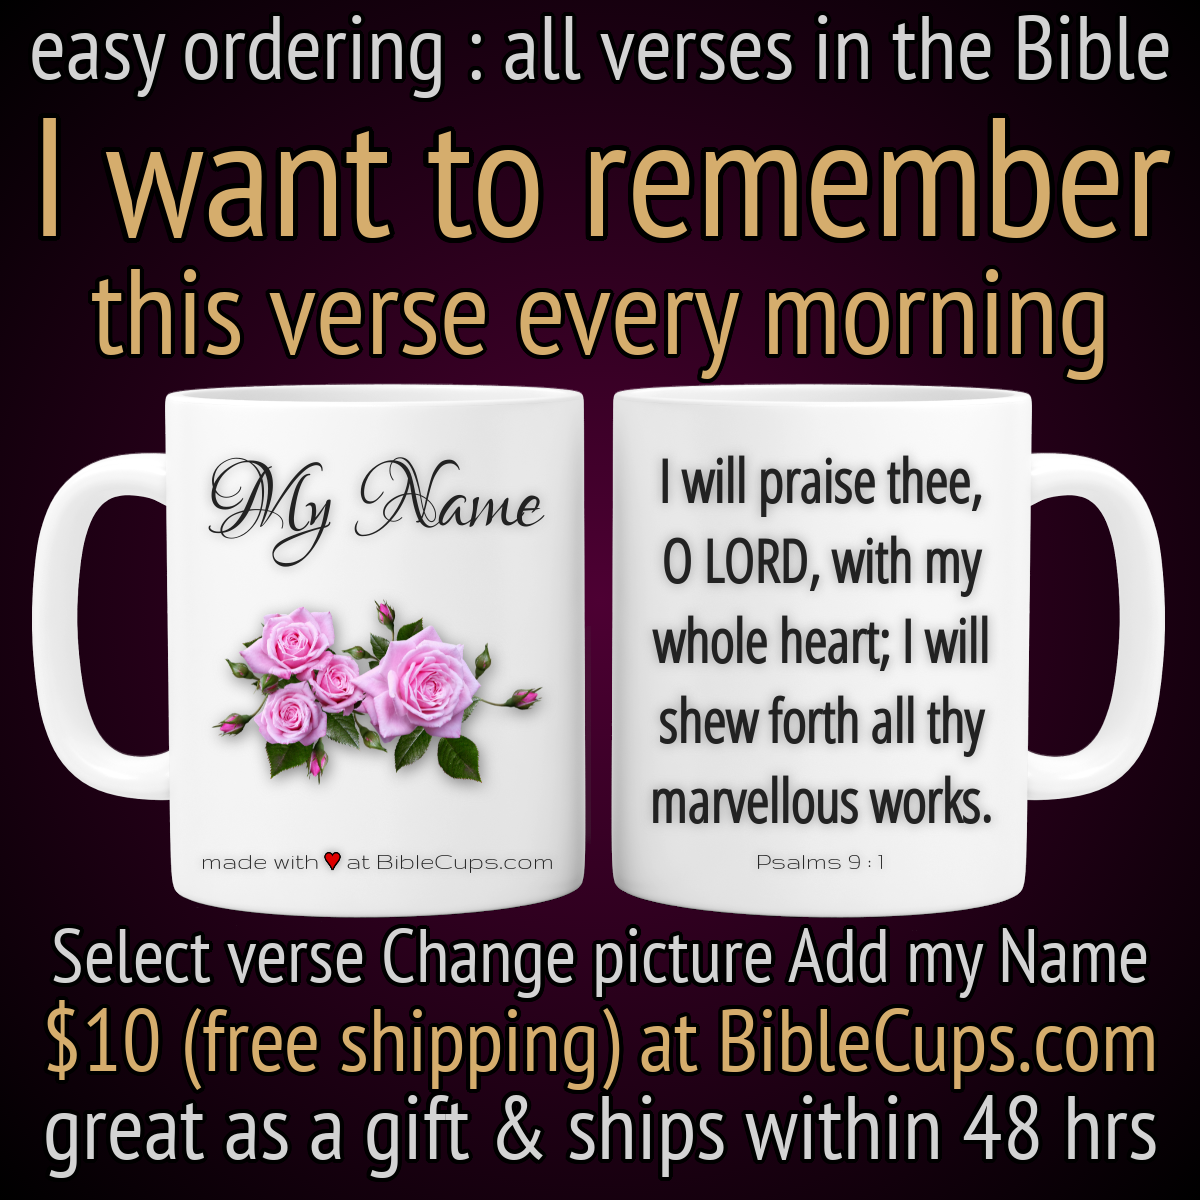 easy ordering : all verses in the Bible
I want to remember
this verse every morning
My Name
made with ❤ at BibleCups.com
I will praise thee,
O LORD, with my
whole heart; I will
shew forth all thy
marvellous works.
Psalms 9 : 1
Select verse Change picture Add my Name
$10 (free shipping) at BibleCups.com
great as a gift & ships within 48 hrs